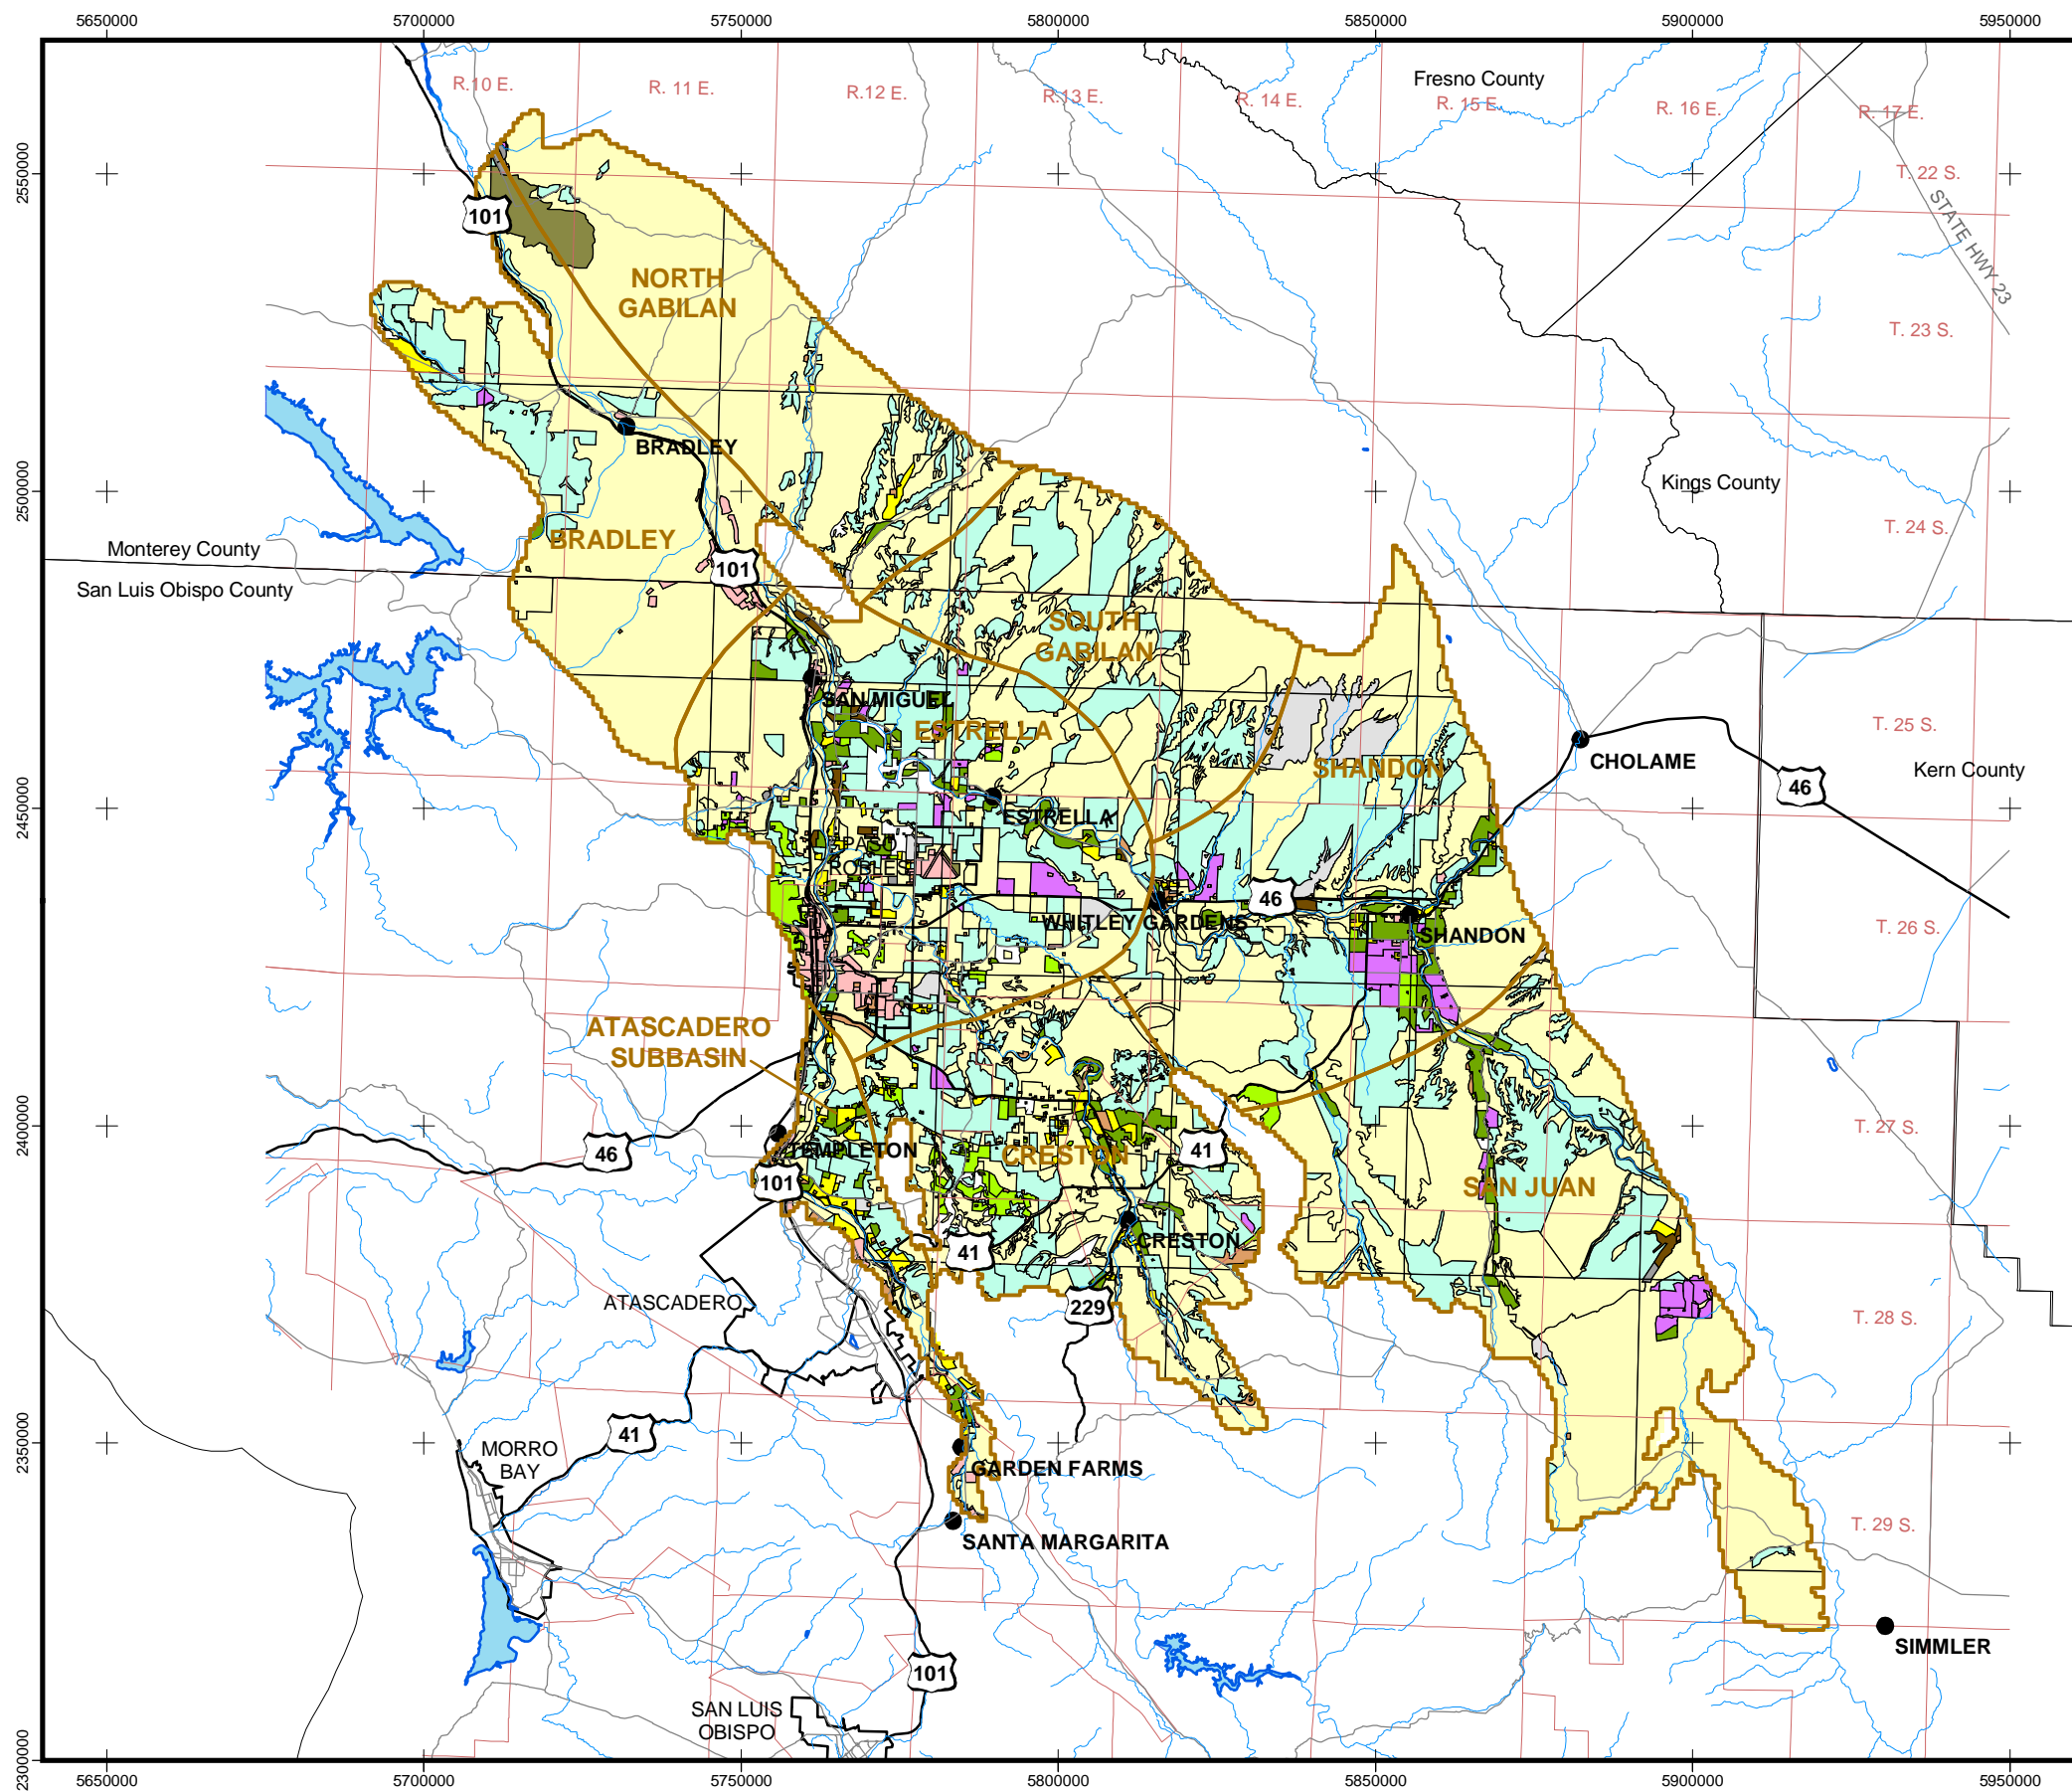 5650000 5700000 5750000 5800000 5850000 5900000 5950000
R.10 E. R. 11 E. R.12 E. R.13 E. R. 14 E. R. 15 E. R. 16 E. R. 17 E.
Fresno County
2550000
T. 22 S.
101
STATE HWY 23
NORTH
GABILAN
T. 23 S.
BRADLEY
2500000
Kings County
T. 24 S.
BRADLEY
Monterey County
101
San Luis Obispo County
SOUTH
GABILAN
SAN MIGUEL
ESTRELLA
T. 25 S.
SHANDON
CHOLAME
Kern County
46
2450000
ESTRELLA
PASO
ROBLES
46
WHITLEY GARDENS
SHANDON
T. 26 S.
ATASCADERO
SUBBASIN
2400000
T. 27 S.
46
TEMPLETON
CRESTON
41
101
SAN JUAN
CRESTON
41
ATASCADERO
229
T. 28 S.
2350000
41
MORRO
BAY
GARDEN FARMS
T. 29 S.
SANTA MARGARITA
SIMMLER
101
SAN LUIS
OBISPO
2300000
5650000 5700000 5750000 5800000 5850000 5900000 5950000